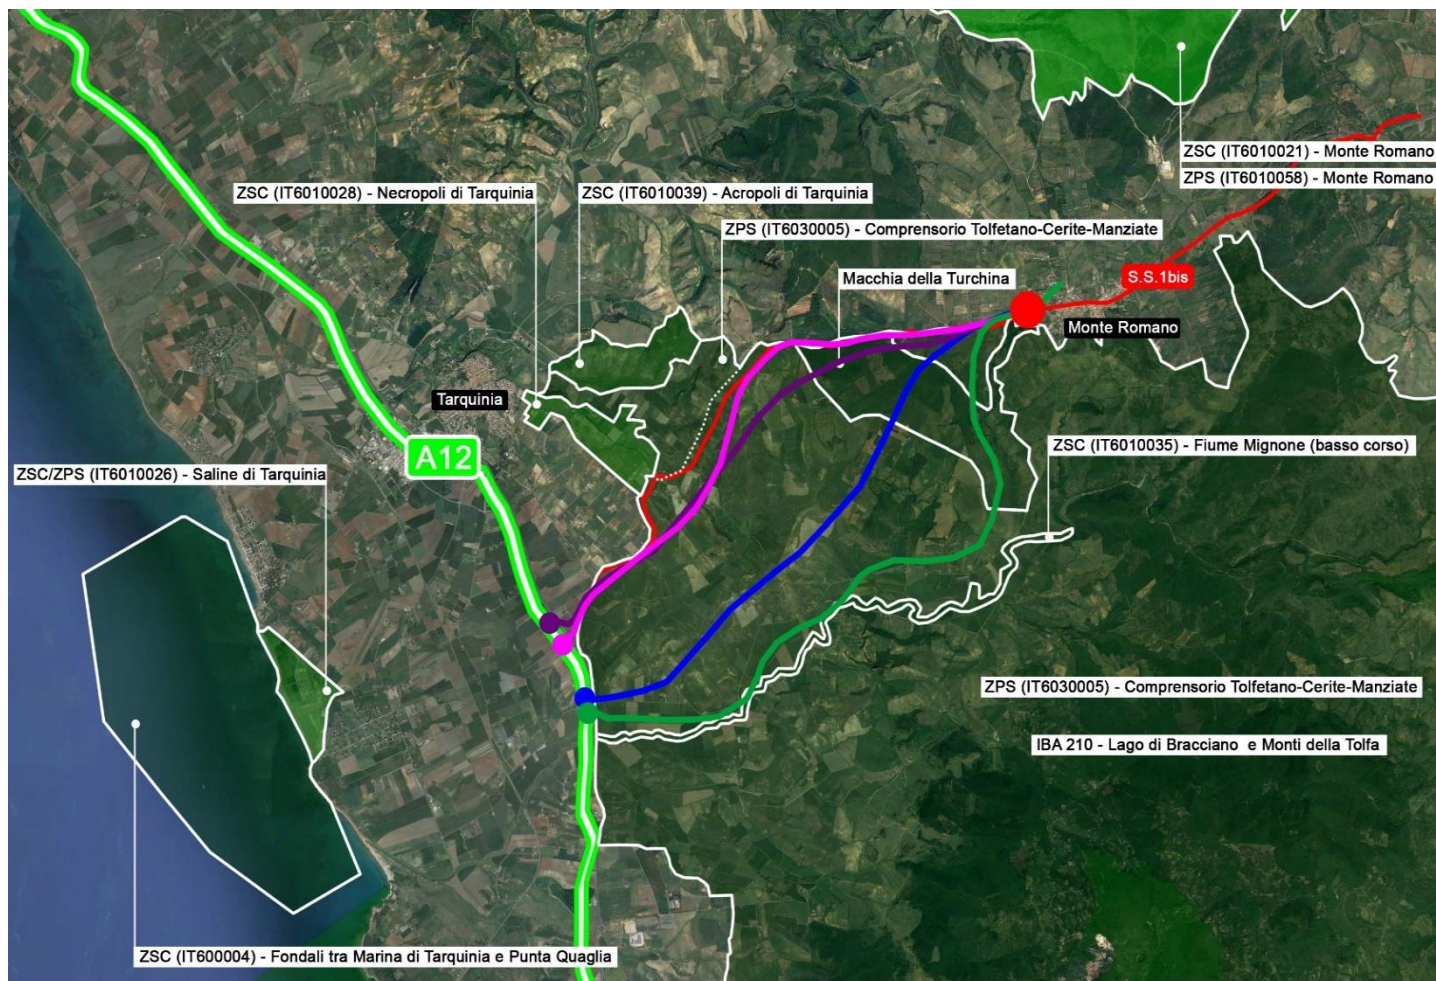 ZSC (IT6010021) - Monte Romano
ZPS (IT6010058) - Monte Romano
ZSC (IT6010028) - Necropoli di Tarquinia
ZSC (IT6010039) - Acropoli di Tarquinia
ZPS (IT6030005) - Comprensorio Tolfetano-Cerite-Manziate
Macchia della Turchina
S.S.1bis
Monte Romano
Tarquinia
A12
ZSC (IT6010035) - Fiume Mignone (basso corso)
ZSC/ZPS (IT6010026) - Saline di Tarquinia
ZPS (IT6030005) - Comprensorio Tolfetano-Cerite-Manziate
IBA 210 - Lago di Bracciano e Monti della Tolfa
ZSC (IT600004) - Fondali tra Marina di Tarquinia e Punta Quaglia